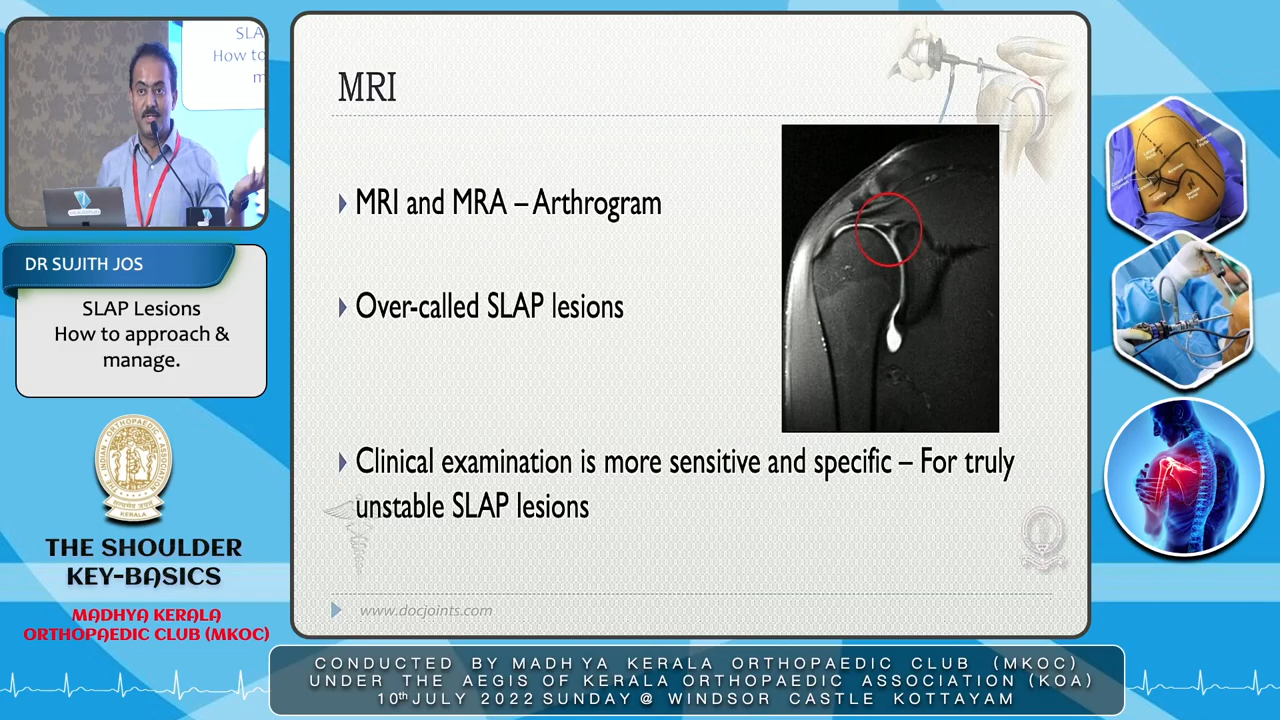 SLA
How to
m
DR SUJITH JOS
SLAP Lesions
How to approach &
manage.
THE SHOULDER
KEY-BASICS
MADHYA KERALA
ORTHOPAEDIC CLUB (MKOC)
MRI
MRI and MRA – Arthrogram
Over-called SLAP lesions
Clinical examination is more sensitive and specific – For truly
unstable SLAP lesions
www.docjoints.com
CONDUCTED BY MADHYA KERALA ORTHOPAEDIC CLUB (MKOC)
UNDER THE AEGIS OF KERALA ORTHOPAEDIC ASSOCIATION (KOA)
10th JULY 2022 SUNDAY @ WINDSOR CASTLE KOTTAYAM